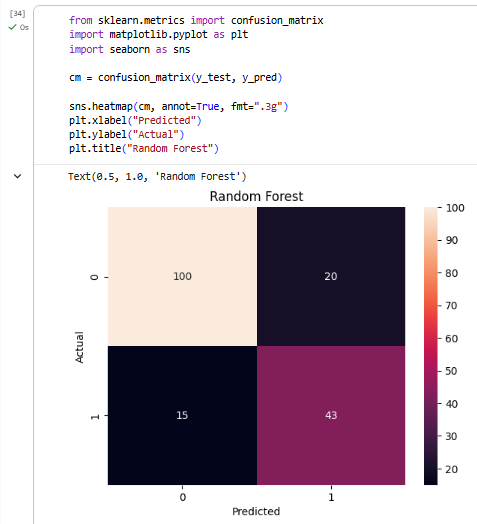 [34]
0s
from sklearn.metrics import confusion_matrix
import matplotlib.pyplot as plt
import seaborn as sns
cm = confusion_matrix(y_test, y_pred)
sns.heatmap(cm, annot=True, fmt=".3g")
plt.xlabel("Predicted")
plt.ylabel("Actual")
plt.title("Random Forest")
Text(0.5, 1.0, 'Random Forest')
Random Forest
100
90
80
70
60
50
40
30
20
0
100
20
Actual
1
15
43
0
1
Predicted